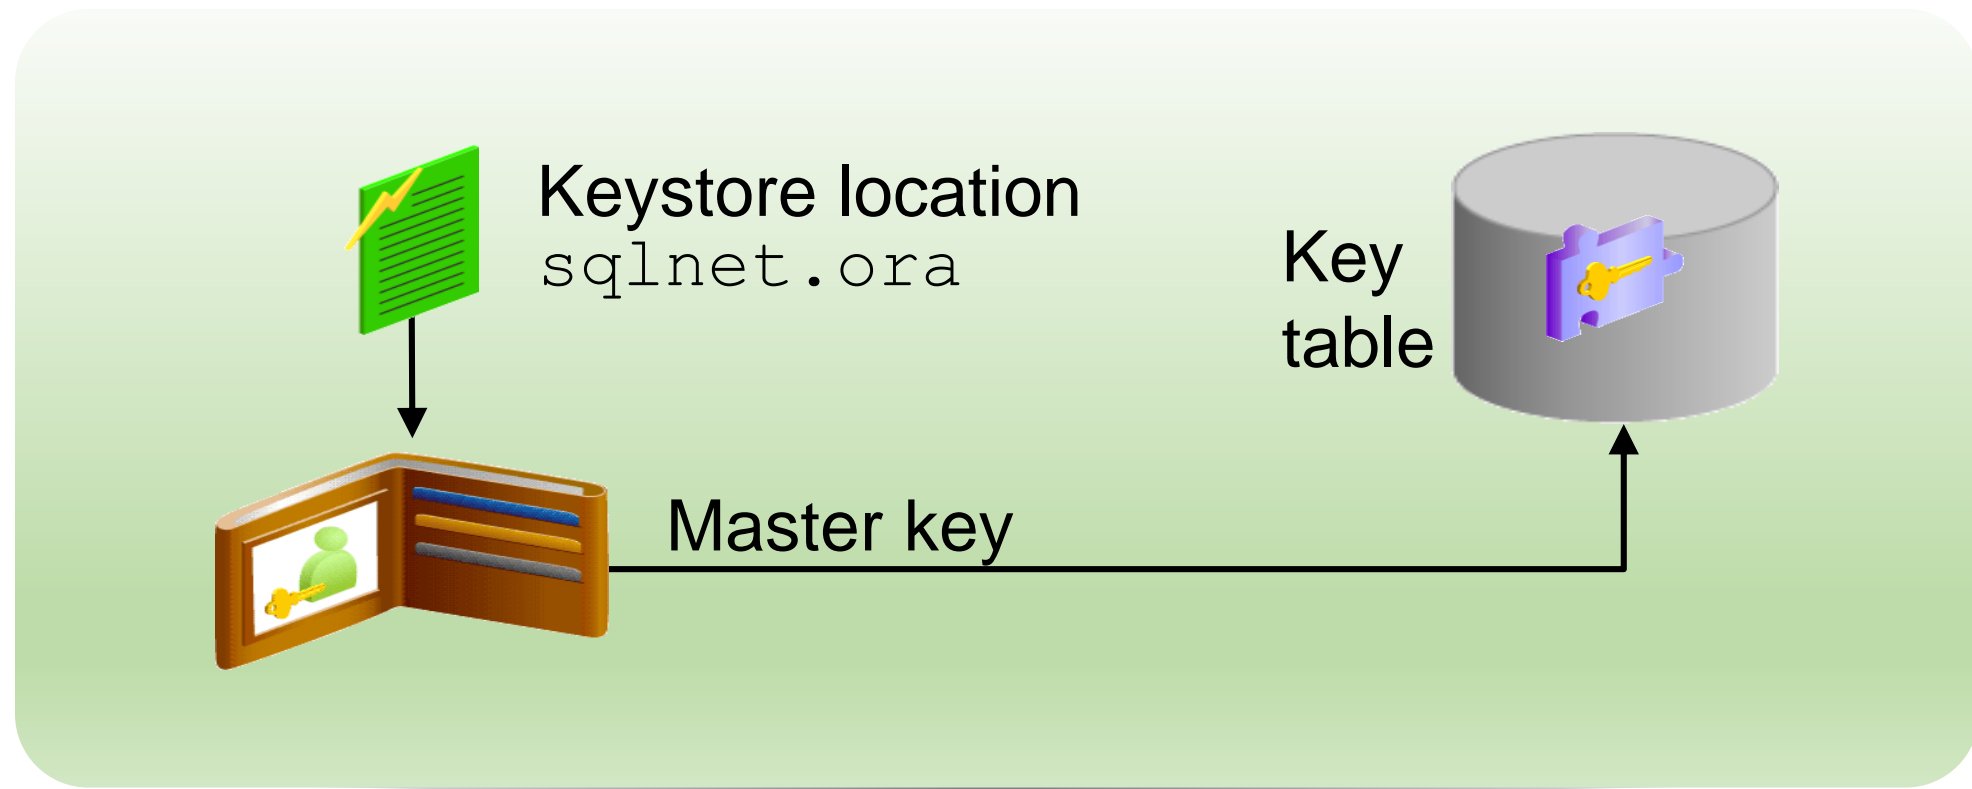 Keystore location
sqlnet.ora
Key
table
Master key